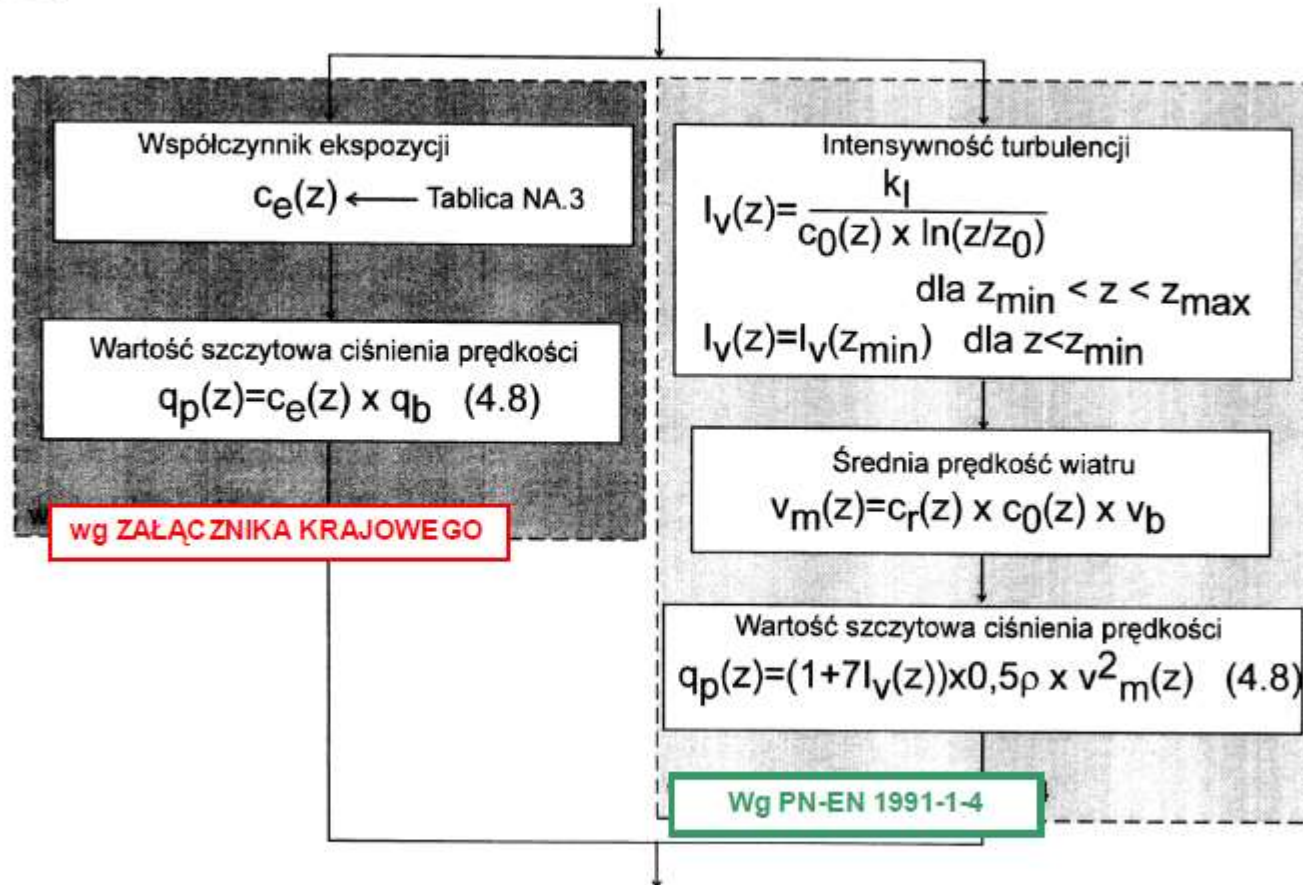 Współczynnik ekspozycji
ce(z) ← Tablica NA.3
Wartość szczytowa ciśnienia prędkości
qp(z)=ce(z) x qb (4.8)
wg ZAŁĄCZNIKA KRAJOWEGO
Intensywność turbulencji
kI
Iv(z)=
c0(z) x ln(z/z0)
dla zmin < z < zmax
Iv(z)=Iv(zmin) dla z<zmin
Średnia prędkość wiatru
vm(z)=cr(z) x c0(z) x vb
Wartość szczytowa ciśnienia prędkości
qp(z)=(1+7Iv(z))x0,5ρ x v²m(z) (4.8)
Wg PN-EN 1991-1-4